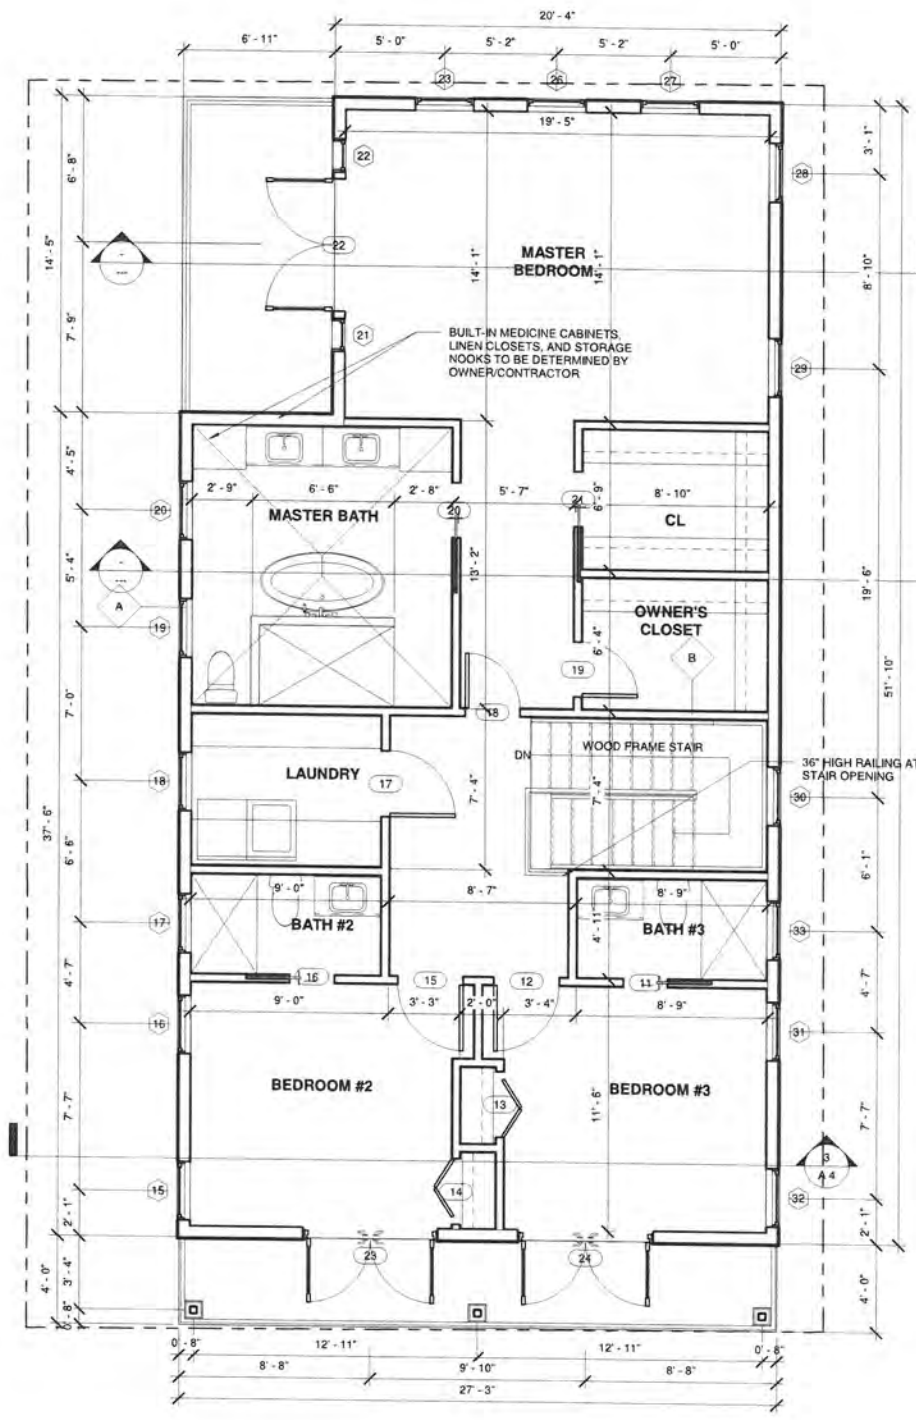 20' - 4"
6' - 11"
5' - 0"
5' - 2"
5' - 2"
5' - 0"
23
26
27
19' - 5"
3' - 1"
6' - 8"
22
28
22
14' - 5"
14' - 1"
MASTER
BEDROOM
14' - 1"
8' - 10"
7' - 9"
21
BUILT-IN MEDICINE CABINETS,
LINEN CLOSETS, AND STORAGE
NOOKS TO BE DETERMINED BY
OWNER/CONTRACTOR
29
4' - 5"
2' - 9"
6' - 6"
2' - 8"
5' - 7"
6' - 9"
8' - 10"
20
MASTER BATH
20
CL
13' - 2"
5' - 4"
19' - 6"
A
19
OWNER'S
CLOSET
6' - 4"
B
19
51' - 10"
7' - 0"
18
WOOD FRAME STAIR
DN
36" HIGH RAILING AT
STAIR OPENING
18
LAUNDRY
17
7' - 4"
7' - 4"
30
37' - 6"
6' - 6"
6' - 1"
9' - 0"
8' - 7"
8' - 9"
17
BATH #2
4' - 11"
BATH #3
33
16
15
12
11
4' - 7"
4' - 7"
9' - 0"
3' - 3"
2' - 0"
3' - 4"
8' - 9"
16
31
BEDROOM #2
BEDROOM #3
13
11' - 6"
7' - 7"
7' - 7"
3
A 4
15
14
32
2' - 1"
2' - 1"
23
24
4' - 0"
3' - 4"
4' - 0"
0' - 8"
0' - 8"
12' - 11"
12' - 11"
0' - 8"
8' - 8"
9' - 10"
27' - 3"